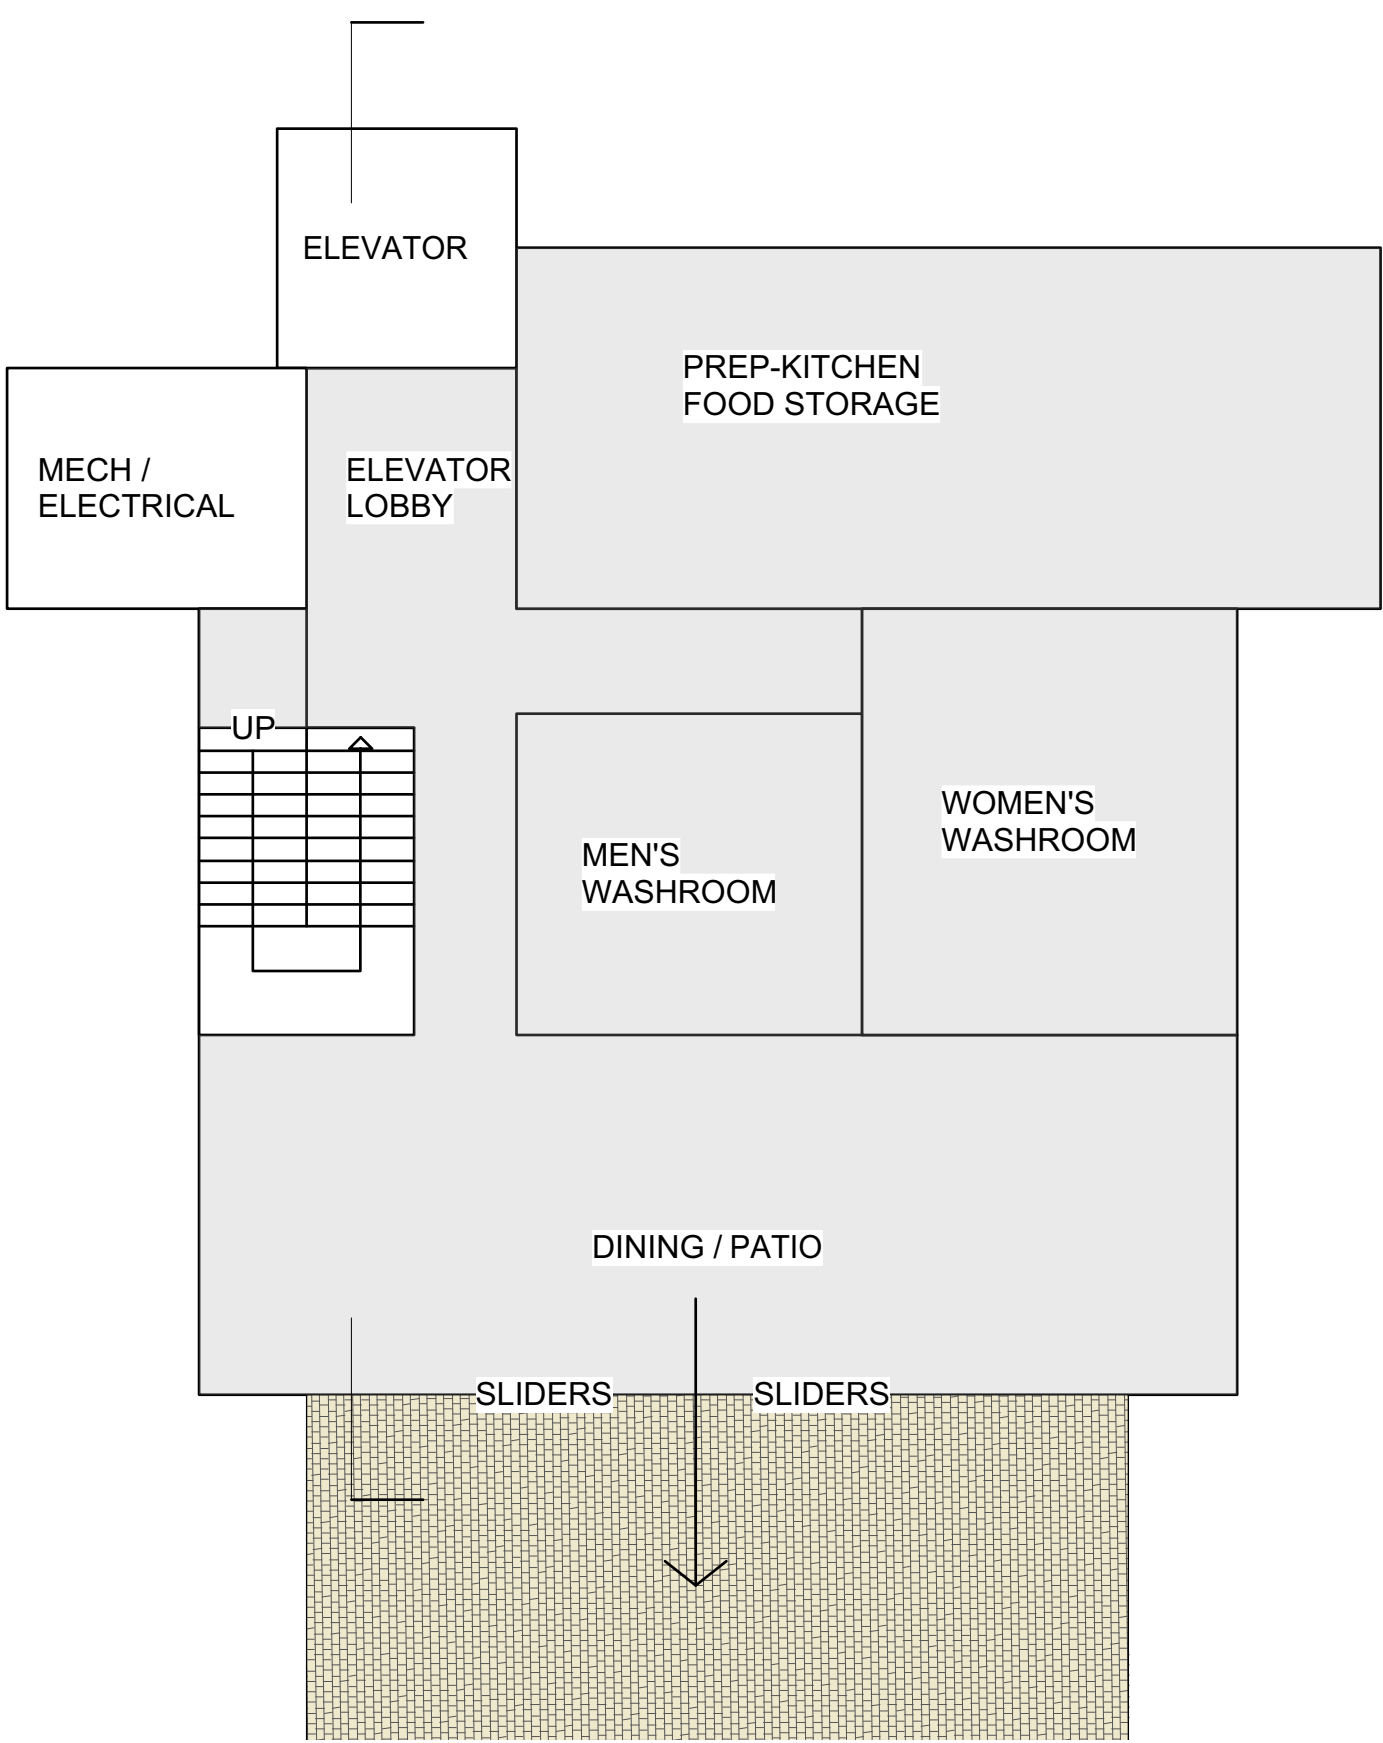 ELEVATOR
PREP-KITCHEN
FOOD STORAGE
MECH /
ELECTRICAL
ELEVATOR
LOBBY
UP
WOMEN'S
WASHROOM
MEN'S
WASHROOM
DINING / PATIO
SLIDERS
SLIDERS